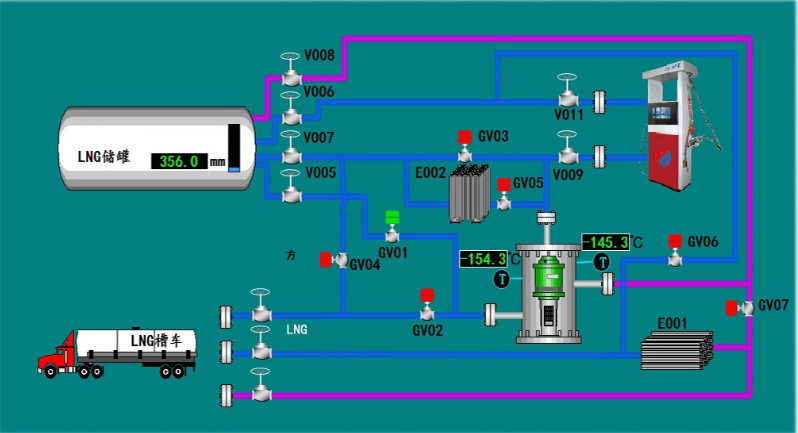 V008
V006
V011
V007
GV03
LNG储罐
356.0 mm
E002
V009
V005
GV05
GV01
-145.3℃
GV06
方
GV04
-154.3℃
T
T
LNG
GV02
GV07
E001
LNG槽车